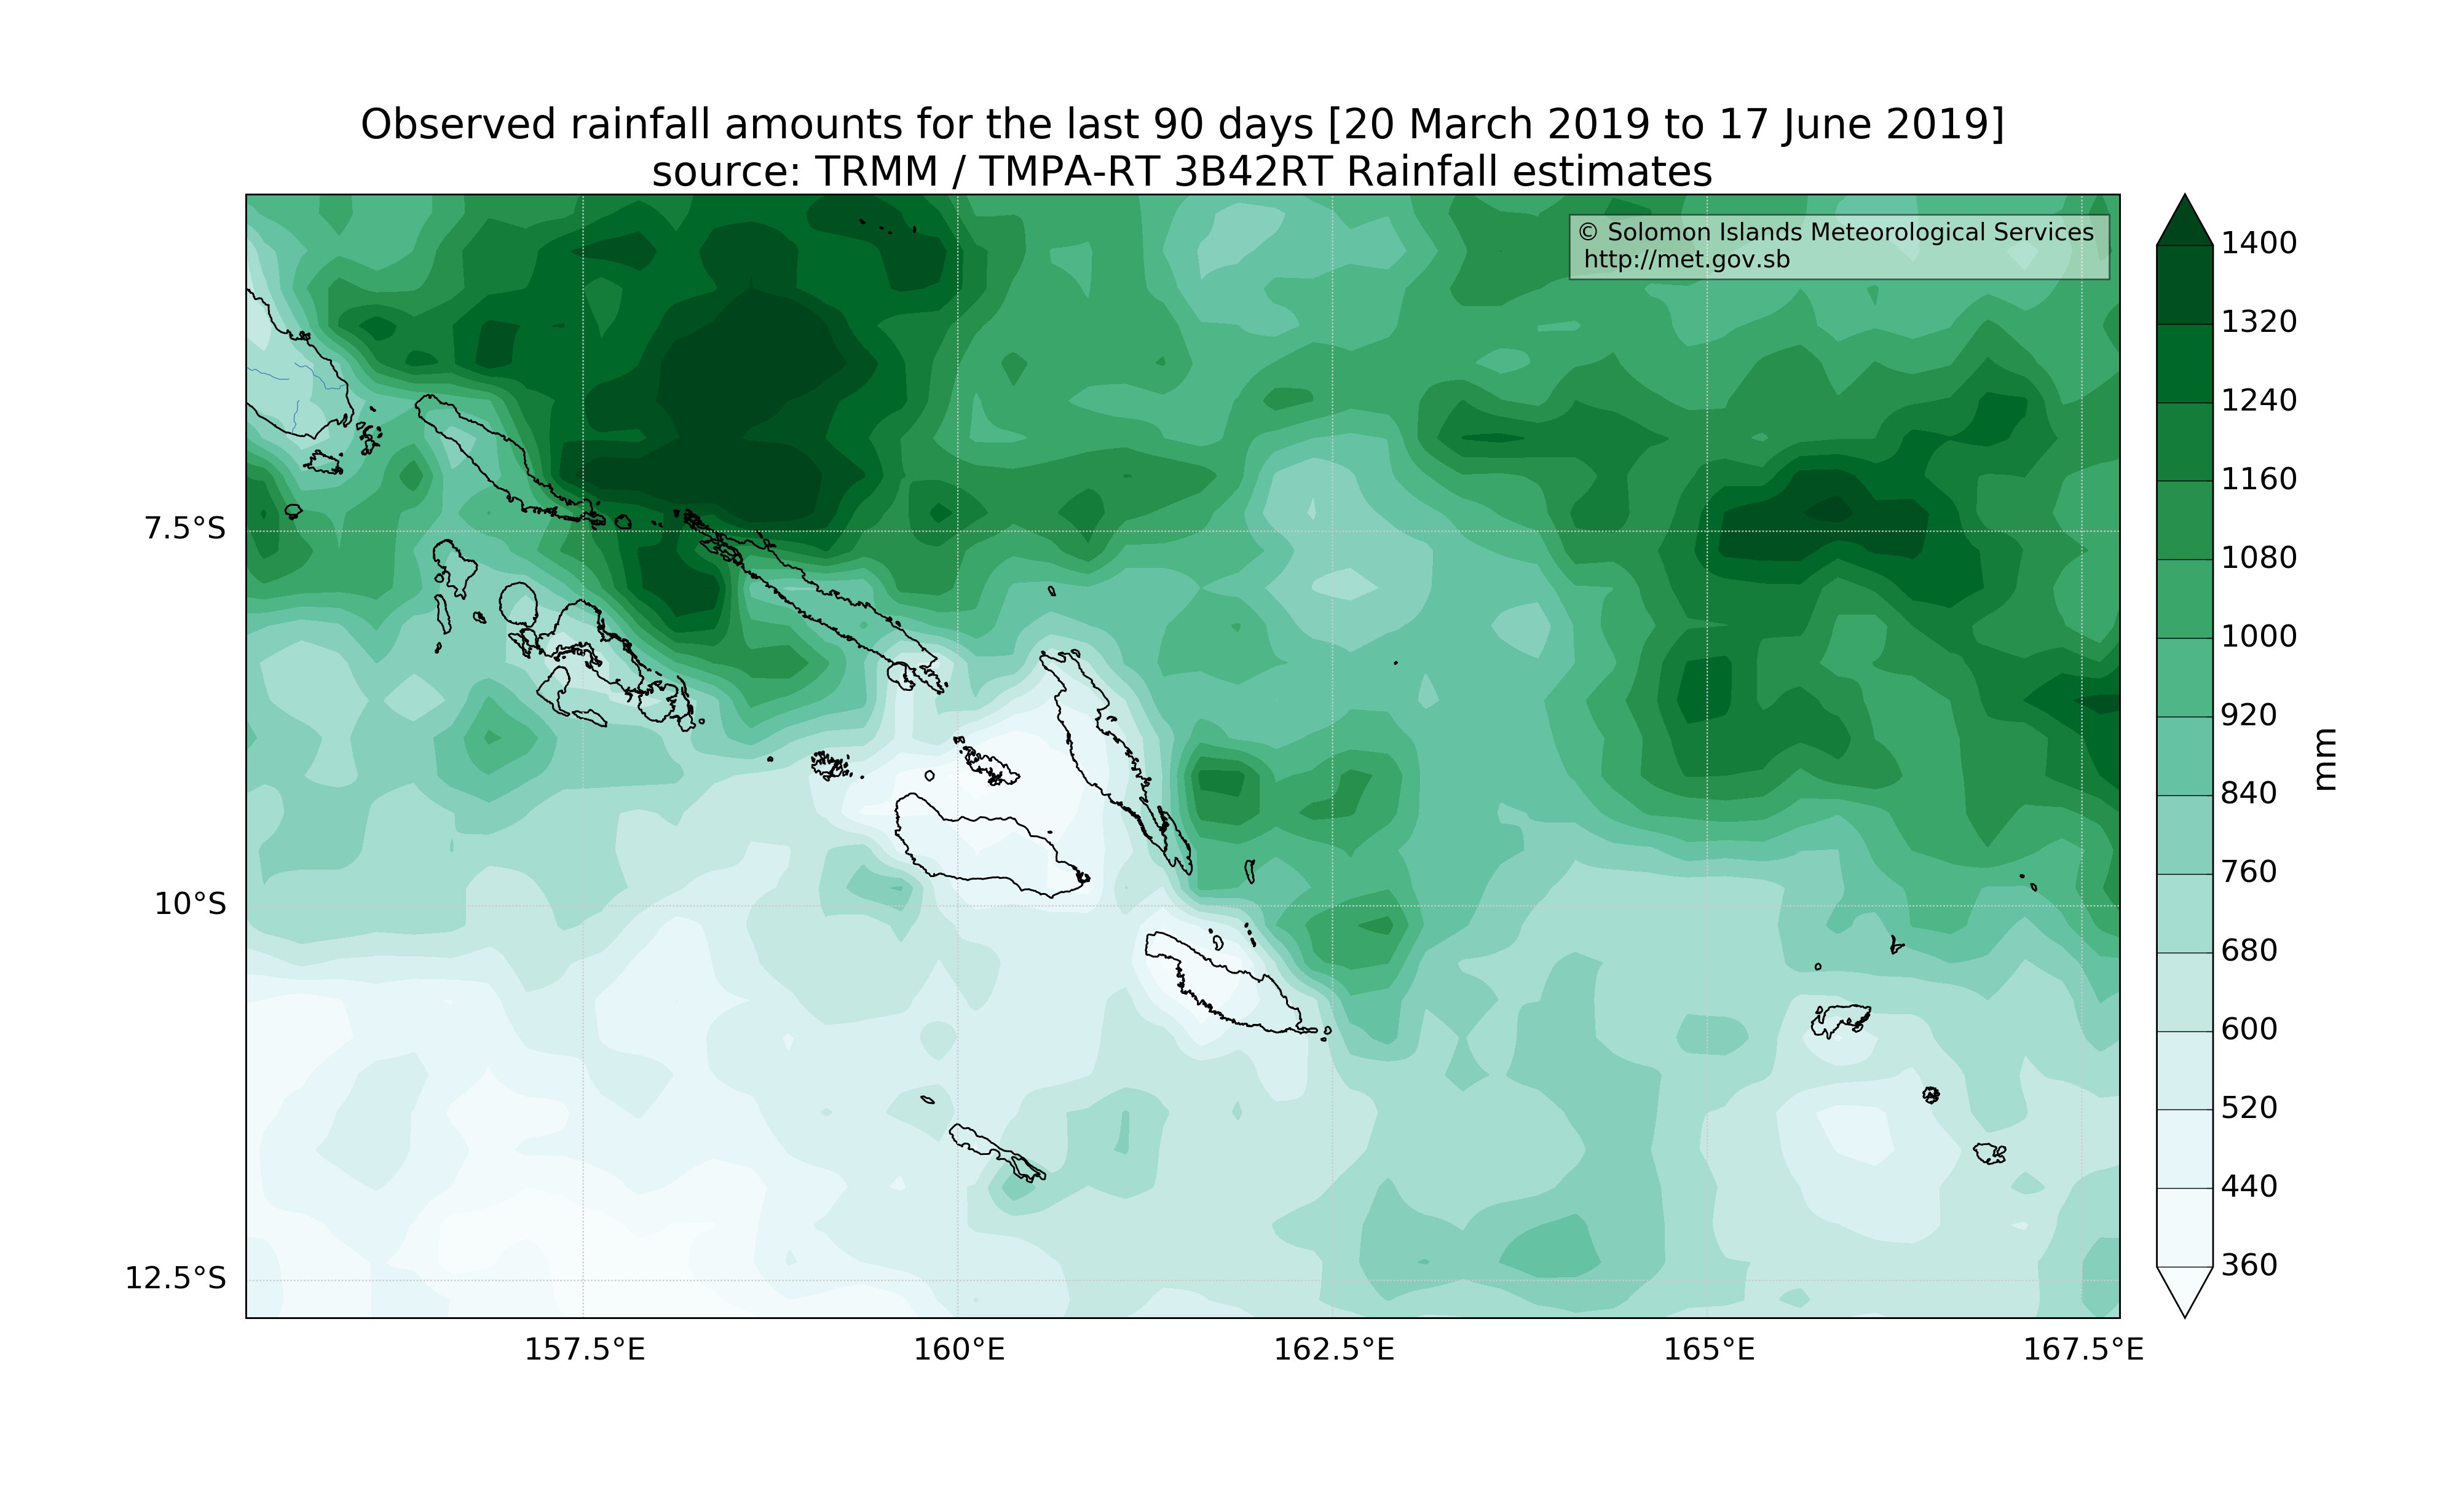 Observed rainfall amounts for the last 90 days [20 March 2019 to 17 June 2019]
source: TRMM / TMPA-RT 3B42RT Rainfall estimates
© Solomon Islands Meteorological Services
http://met.gov.sb
7.5°S
10°S
12.5°S
157.5°E
160°E
162.5°E
165°E
167.5°E
1400
1320
1240
1160
1080
1000
920
840
760
680
600
520
440
360
mm